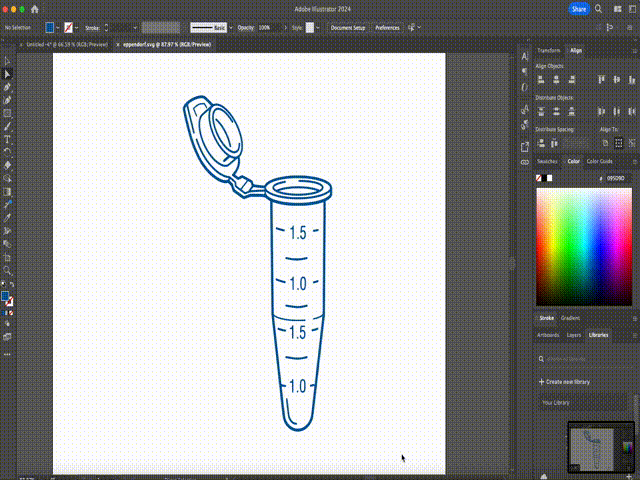 Adobe Illustrator 2024
Share
No Selection
Stroke:
Basic
Opacity: 100%
Style:
Document Setup
Preferences
Untitled-4* @ 66.59 % (RGB/Preview)
eppendorf.svg @ 87.97 % (RGB/Preview)
Transform
Align
Align Objects:
Distribute Objects:
Distribute Spacing:
Align To:
Swatches
Color
Color Guide
#
1.5
1.0
1.5
1.0
Stroke
Gradient
Artboards
Layers
Libraries
Create new library
Your Library